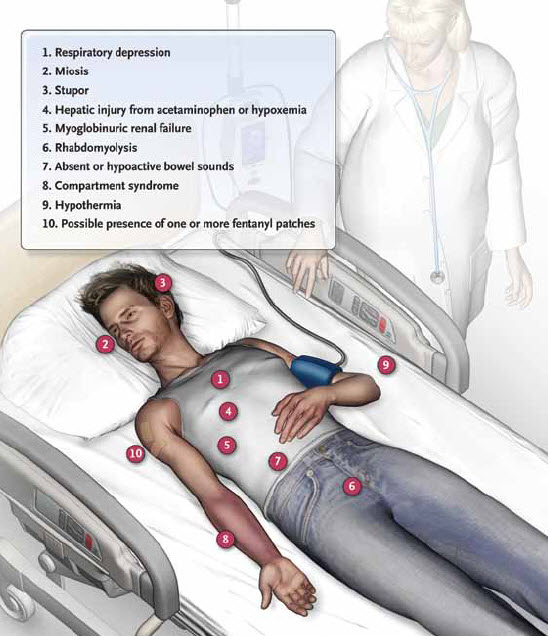 1. Respiratory depression
2. Miosis
3. Stupor
4. Hepatic injury from acetaminophen or hypoxemia
5. Myoglobinuric renal failure
6. Rhabdomyolysis
7. Absent or hypoactive bowel sounds
8. Compartment syndrome
9. Hypothermia
10. Possible presence of one or more fentanyl patches
3
2
9
1
4
10
5
7
6
8